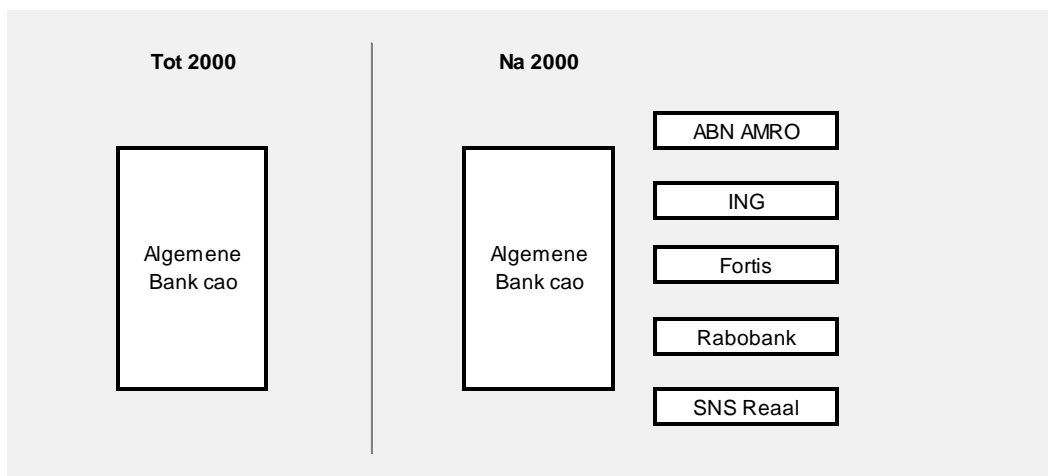 Tot 2000
Algemene
Bank cao
Na 2000
Algemene
Bank cao
ABN AMRO
ING
Fortis
Rabobank
SNS Reaal